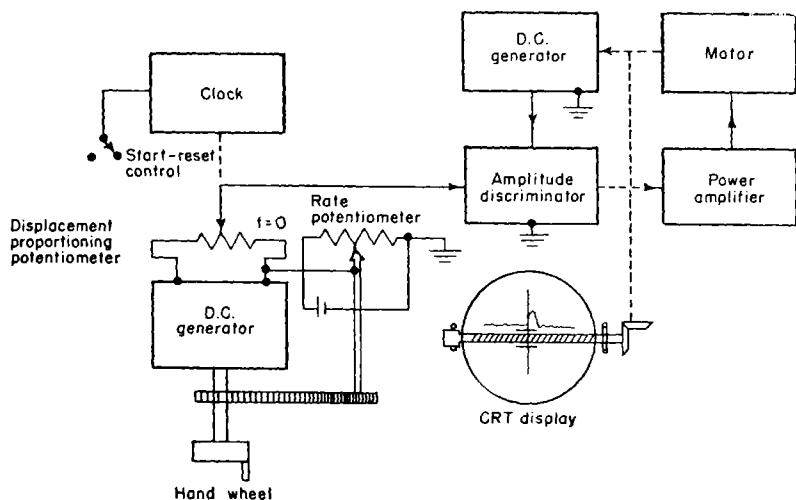 D.C.
generator
Motor
Clock
Start-reset
control
Amplitude
discriminator
Power
amplifier
Rate
potentiometer
t=0
Displacement
proportioning
potentiometer
D.C.
generator
CRT display
Hand wheel